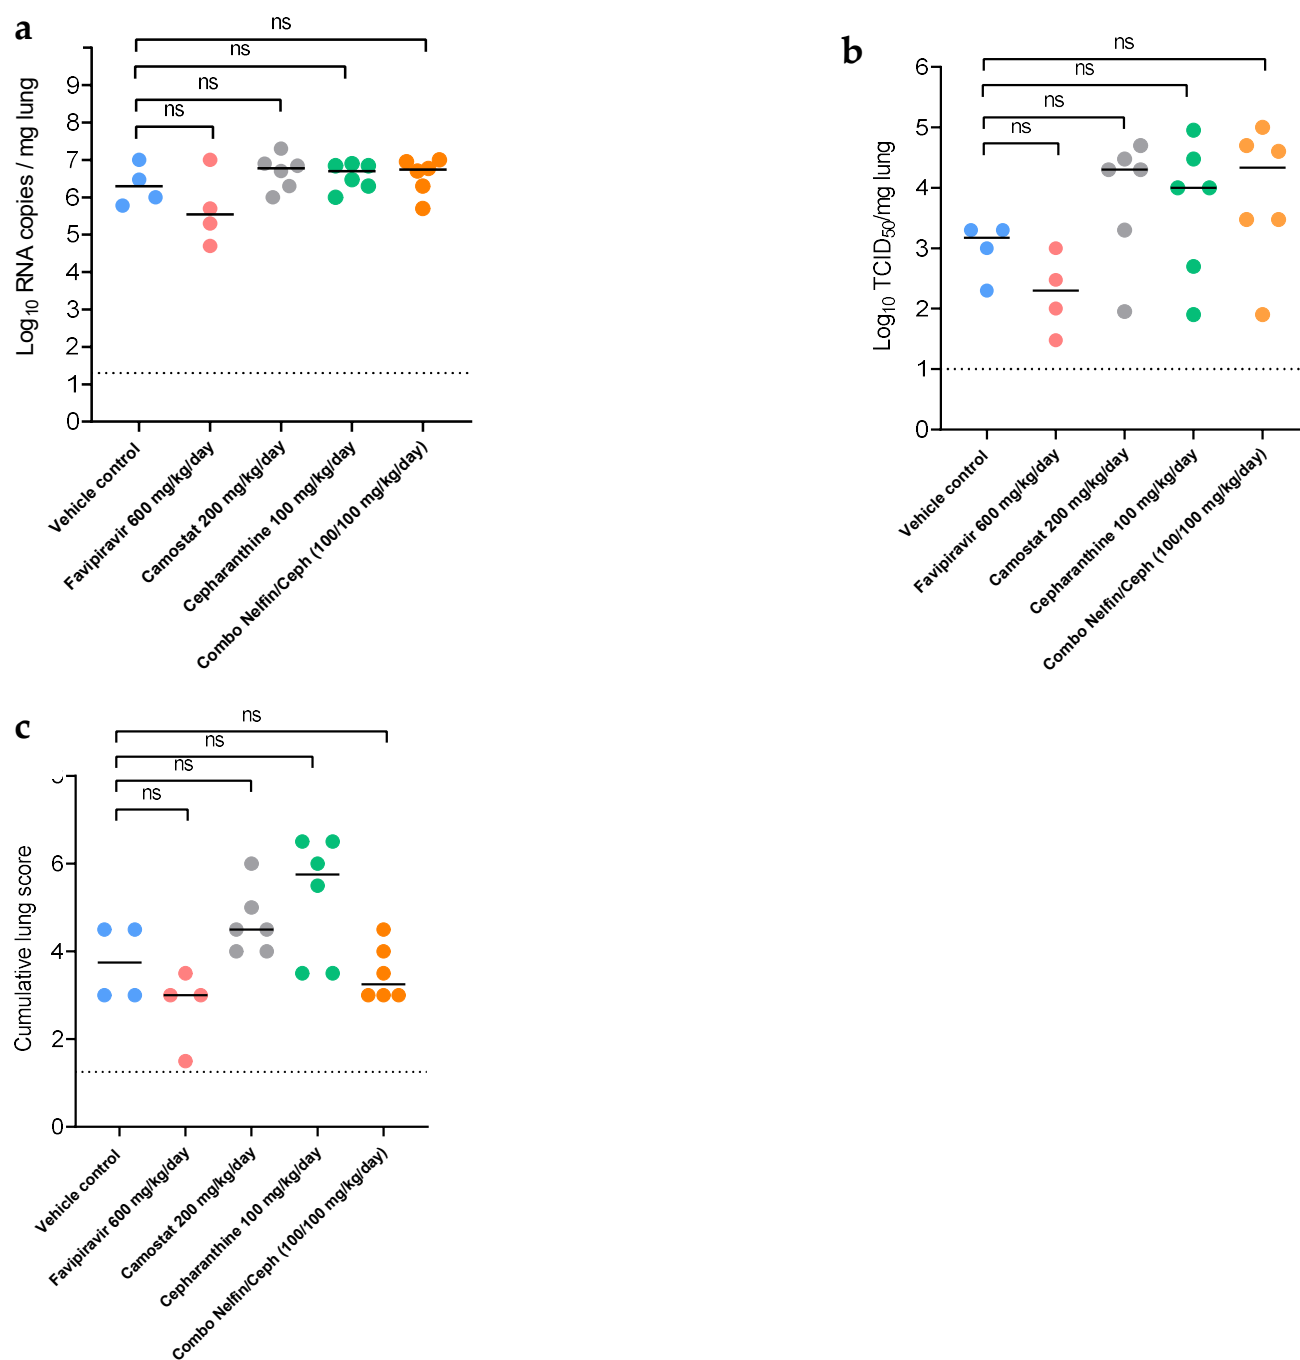 a
ns
ns
ns
ns
Log10 RNA copies / mg lung
9
8
7
6
5
4
3
2
1
0
Vehicle control
Favipiravir 600 mg/kg/day
Camostat 200 mg/kg/day
Cepharanthine 100 mg/kg/day
Combo Nelfin/Ceph (100/100 mg/kg/day)
b
ns
ns
ns
ns
Log10 TCID50/mg lung
6
5
4
3
2
1
0
Vehicle control
Favipiravir 600 mg/kg/day
Camostat 200 mg/kg/day
Cepharanthine 100 mg/kg/day
Combo Nelfin/Ceph (100/100 mg/kg/day)
c
ns
ns
ns
ns
Cumulative lung score
6
4
2
0
Vehicle control
Favipiravir 600 mg/kg/day
Camostat 200 mg/kg/day
Cepharanthine 100 mg/kg/day
Combo Nelfin/Ceph (100/100 mg/kg/day)